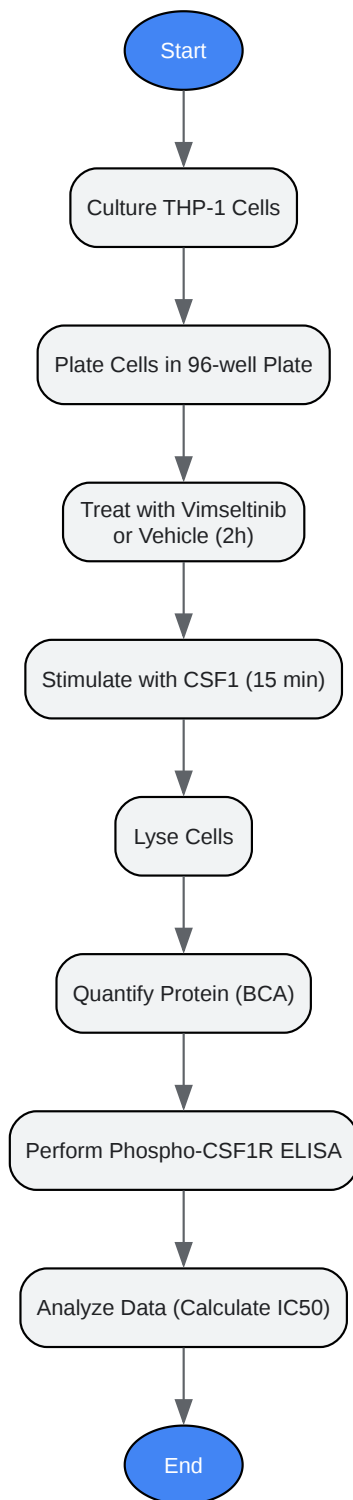 Start
Culture THP-1 Cells
Plate Cells in 96-well Plate
Treat with Vimseltinib
or Vehicle (2h)
Stimulate with CSF1 (15 min)
Lyse Cells
Quantify Protein (BCA)
Perform Phospho-CSF1R ELISA
Analyze Data (Calculate IC50)
End